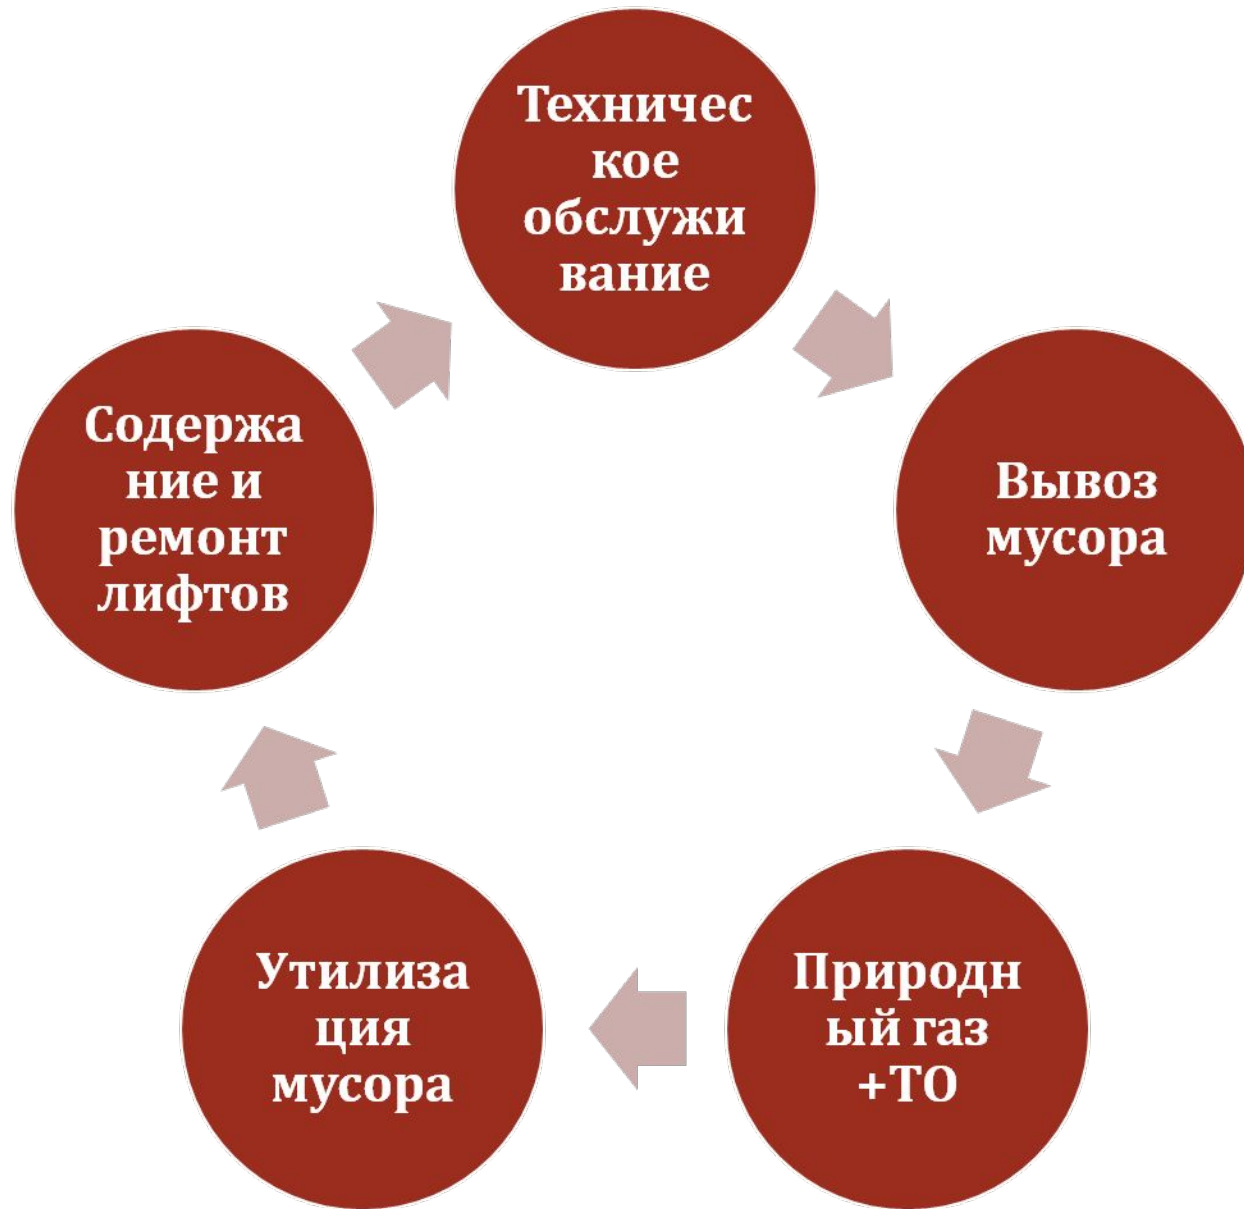 Техничес
кое
обслужи
вание
Вывоз
мусора
Природн
ый газ
+ТО
Утилиза
ция
мусора
Содержа
ние и
ремонт
лифтов